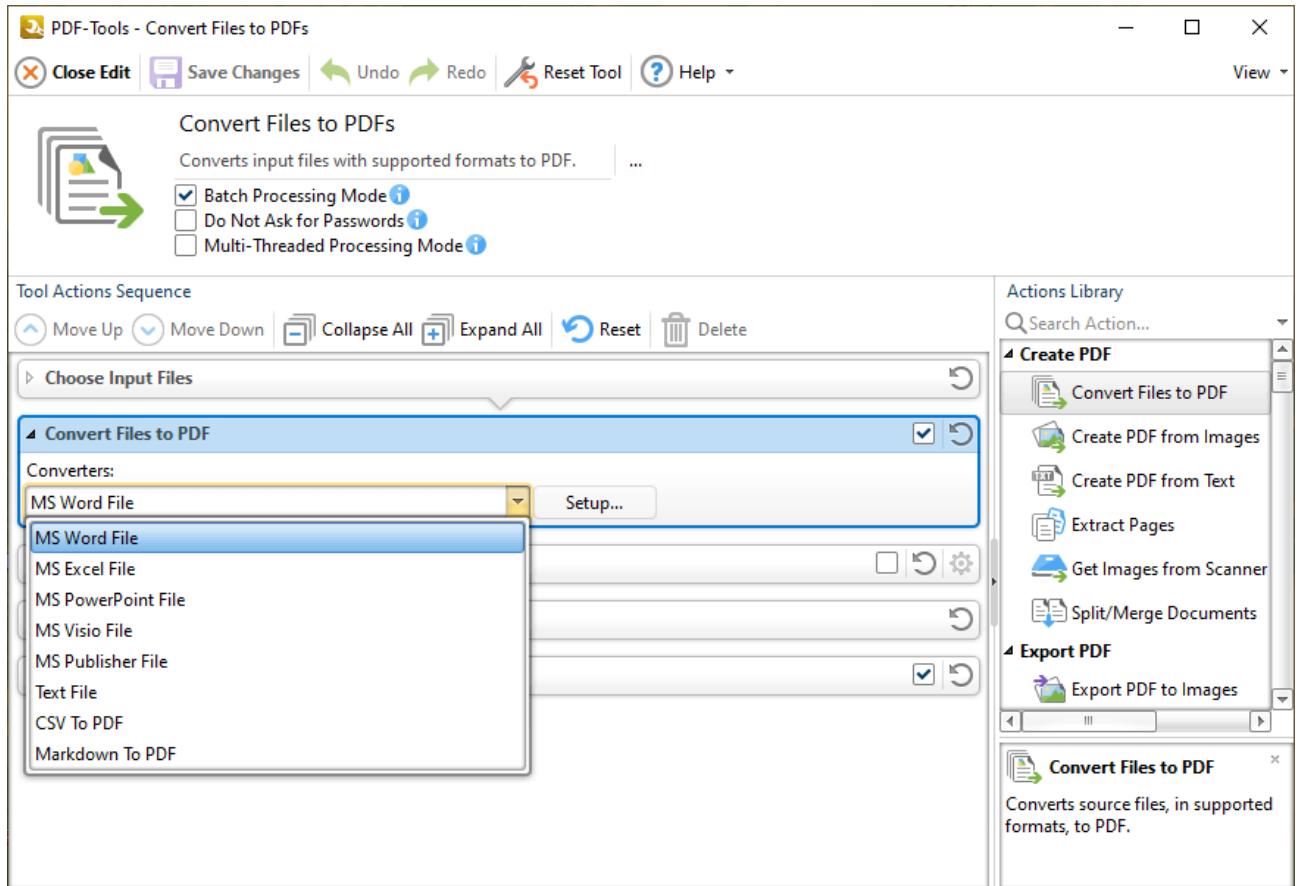 PDF-Tools - Convert Files to PDFs
Close Edit Save Changes Undo Redo Reset Tool ? Help View
Convert Files to PDFs
Converts input files with supported formats to PDF. ...
Batch Processing Mode i
Do Not Ask for Passwords i
Multi-Threaded Processing Mode i
Tool Actions Sequence
Move Up Move Down Collapse All Expand All Reset Delete
Choose Input Files
Convert Files to PDF
Converters:
MS Word File Setup...
MS Word File
MS Excel File
MS PowerPoint File
MS Visio File
MS Publisher File
Text File
CSV To PDF
Markdown To PDF
Actions Library
Search Action...
Create PDF
Convert Files to PDF
Create PDF from Images
TXT Create PDF from Text
Extract Pages
Get Images from Scanner
Split/Merge Documents
Export PDF
Export PDF to Images
Convert Files to PDF
Converts source files, in supported
formats, to PDF.